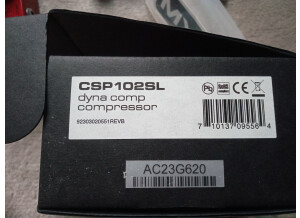 CSP102SL
dyna comp
compressor
92303020551REVB
7 10137 09556 4
AC23G620